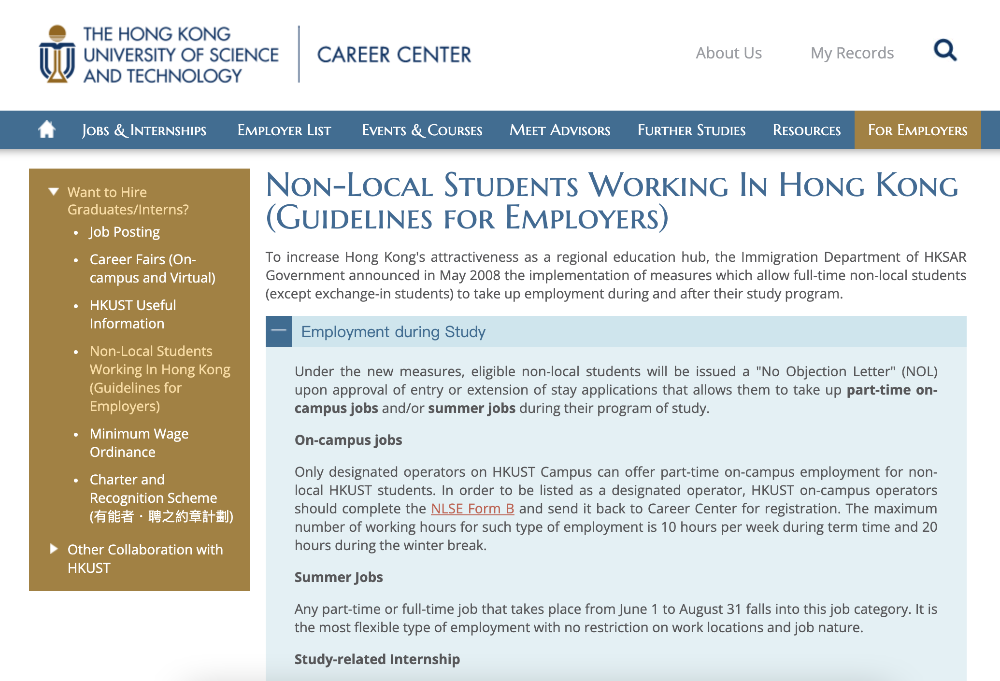 THE HONG KONG
UNIVERSITY OF SCIENCE
AND TECHNOLOGY
CAREER CENTER
About Us
My Records
JOBS & INTERNSHIPS
EMPLOYER LIST
EVENTS & COURSES
MEET ADVISORS
FURTHER STUDIES
RESOURCES
FOR EMPLOYERS
Want to Hire
Graduates/Interns?
• Job Posting
• Career Fairs (On-
campus and Virtual)
• HKUST Useful
Information
• Non-Local Students
Working In Hong Kong
(Guidelines for
Employers)
• Minimum Wage
Ordinance
• Charter and
Recognition Scheme
(有能者・聘之約章計劃)
Other Collaboration with
HKUST
NON-LOCAL STUDENTS WORKING IN HONG KONG
(GUIDELINES FOR EMPLOYERS)
To increase Hong Kong's attractiveness as a regional education hub, the Immigration Department of HKSAR
Government announced in May 2008 the implementation of measures which allow full-time non-local students
(except exchange-in students) to take up employment during and after their study program.
Employment during Study
Under the new measures, eligible non-local students will be issued a "No Objection Letter" (NOL)
upon approval of entry or extension of stay applications that allows them to take up part-time on-
campus jobs and/or summer jobs during their program of study.
On-campus jobs
Only designated operators on HKUST Campus can offer part-time on-campus employment for non-
local HKUST students. In order to be listed as a designated operator, HKUST on-campus operators
should complete the NLSE Form B and send it back to Career Center for registration. The maximum
number of working hours for such type of employment is 10 hours per week during term time and 20
hours during the winter break.
Summer Jobs
Any part-time or full-time job that takes place from June 1 to August 31 falls into this job category. It is
the most flexible type of employment with no restriction on work locations and job nature.
Study-related Internship